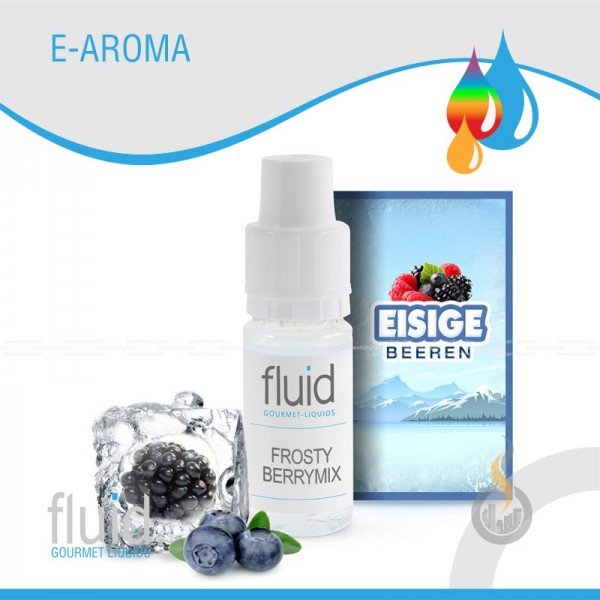 E-AROMA
EISIGE
BEEREN
fluid
GOURMET-LIQUIDS
FROSTY
BERRYMIX
fluid
GOURMET LIQUIDS